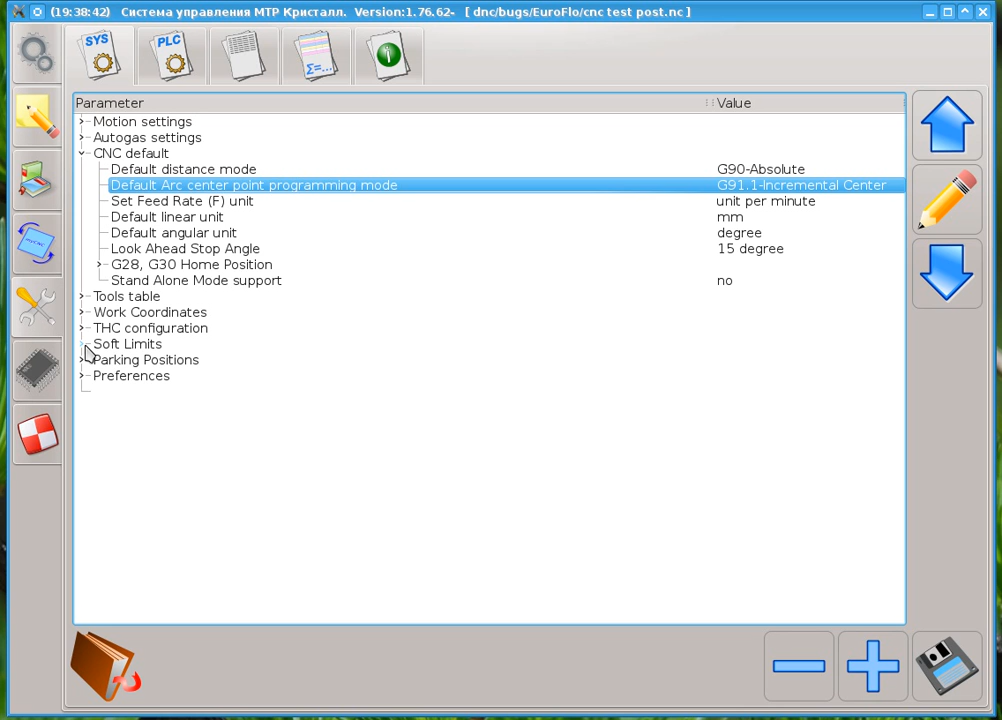 (19:38:42) Система управления МТР Кристалл. Version:1.76.62- [ dnc/bugs/EuroFlo/cnc test post.nc ]
SYS PLC Σ=... i
Parameter Value
Motion settings
Autogas settings
CNC default
Default distance mode G90-Absolute
Default Arc center point programming mode G91.1-Incremental Center
Set Feed Rate (F) unit unit per minute
Default linear unit mm
Default angular unit degree
Look Ahead Stop Angle 15 degree
G28, G30 Home Position
Stand Alone Mode support no
Tools table
Work Coordinates
THC configuration
Soft Limits
Parking Positions
Preferences